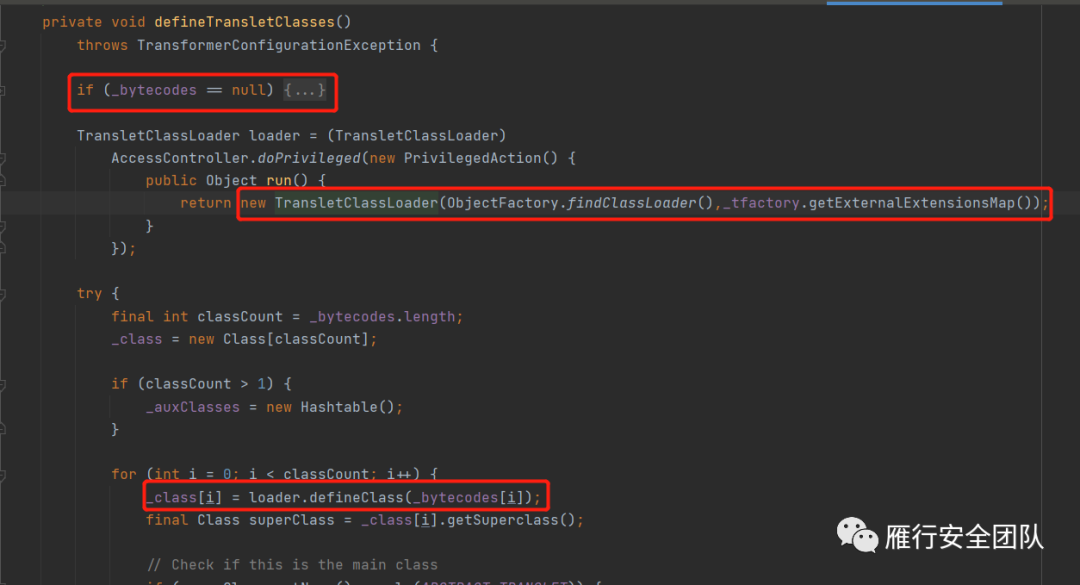 private void defineTransletClasses()
throws TransformerConfigurationException {
if (_bytecodes == null) {...}
TransletClassLoader loader = (TransletClassLoader)
AccessController.doPrivileged(new PrivilegedAction() {
public Object run() {
return new TransletClassLoader(ObjectFactory.findClassLoader(),_tfactory.getExternalExtensionsMap());
}
});
try {
final int classCount = _bytecodes.length;
_class = new Class[classCount];
if (classCount > 1) {
_auxClasses = new Hashtable();
}
for (int i = 0; i < classCount; i++) {
_class[i] = loader.defineClass(_bytecodes[i]);
final Class superClass = _class[i].getSuperclass();
雁行安全团队
// Check if this is the main class